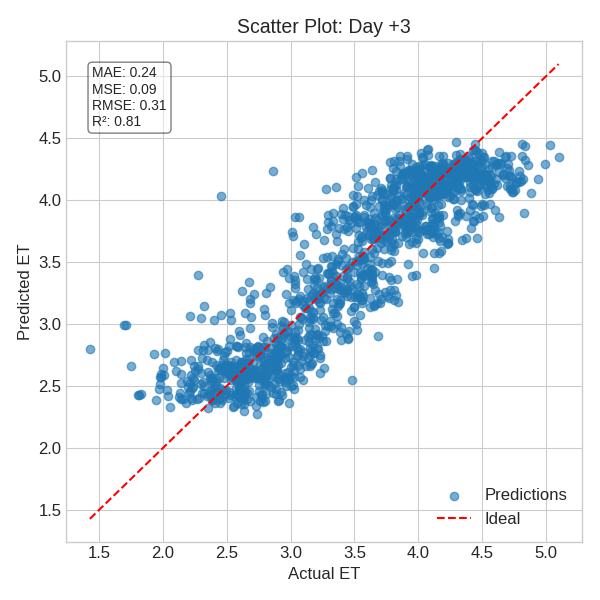 Scatter Plot: Day +3
MAE: 0.24
MSE: 0.09
RMSE: 0.31
R²: 0.81
Predicted ET
5.0
4.5
4.0
3.5
3.0
2.5
2.0
1.5
Predictions
Ideal
1.5 2.0 2.5 3.0 3.5 4.0 4.5 5.0
Actual ET